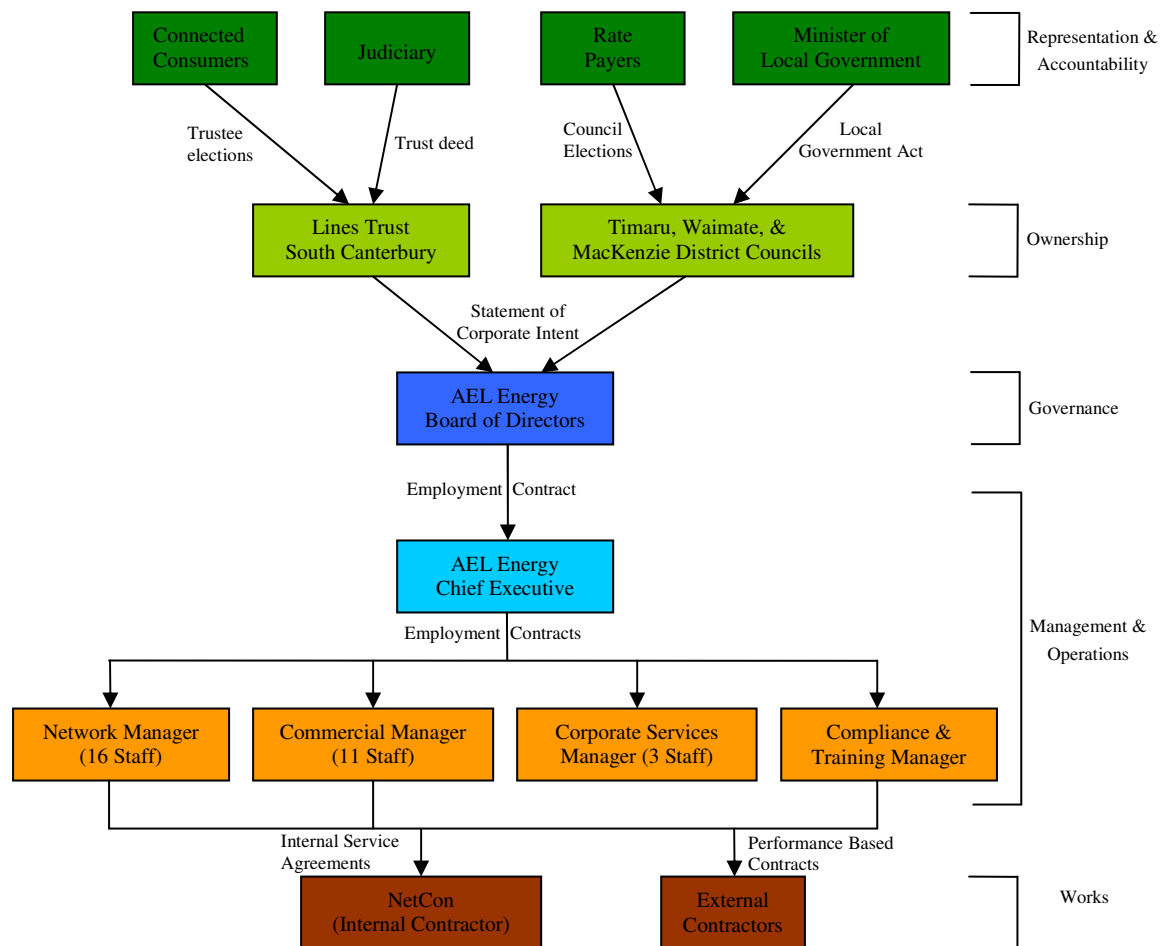 Connected
Consumers
Judiciary
Rate
Payers
Minister of
Local Government
Representation &
Accountability
Trustee
elections
Trust deed
Council
Elections
Local
Government Act
Lines Trust
South Canterbury
Timaru, Waimate, &
MacKenzie District Councils
Ownership
Statement of
Corporate Intent
AEL Energy
Board of Directors
Governance
Employment Contract
AEL Energy
Chief Executive
Employment Contracts
Management &
Operations
Network Manager
(16 Staff)
Commercial Manager
(11 Staff)
Corporate Services
Manager (3 Staff)
Compliance &
Training Manager
Internal Service
Agreements
Performance Based
Contracts
NetCon
(Internal Contractor)
External
Contractors
Works